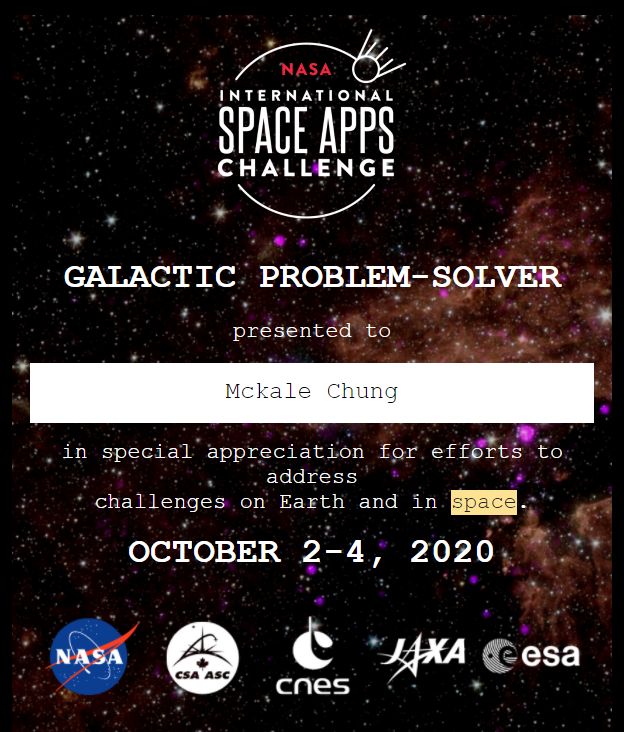 NASA
INTERNATIONAL
SPACE APPS
CHALLENGE
GALACTIC PROBLEM-SOLVER
presented to
Mckale Chung
in special appreciation for efforts to
address
challenges on Earth and in space.
OCTOBER 2-4, 2020
NASA
CSA ASC
cnes
JAXA
esa